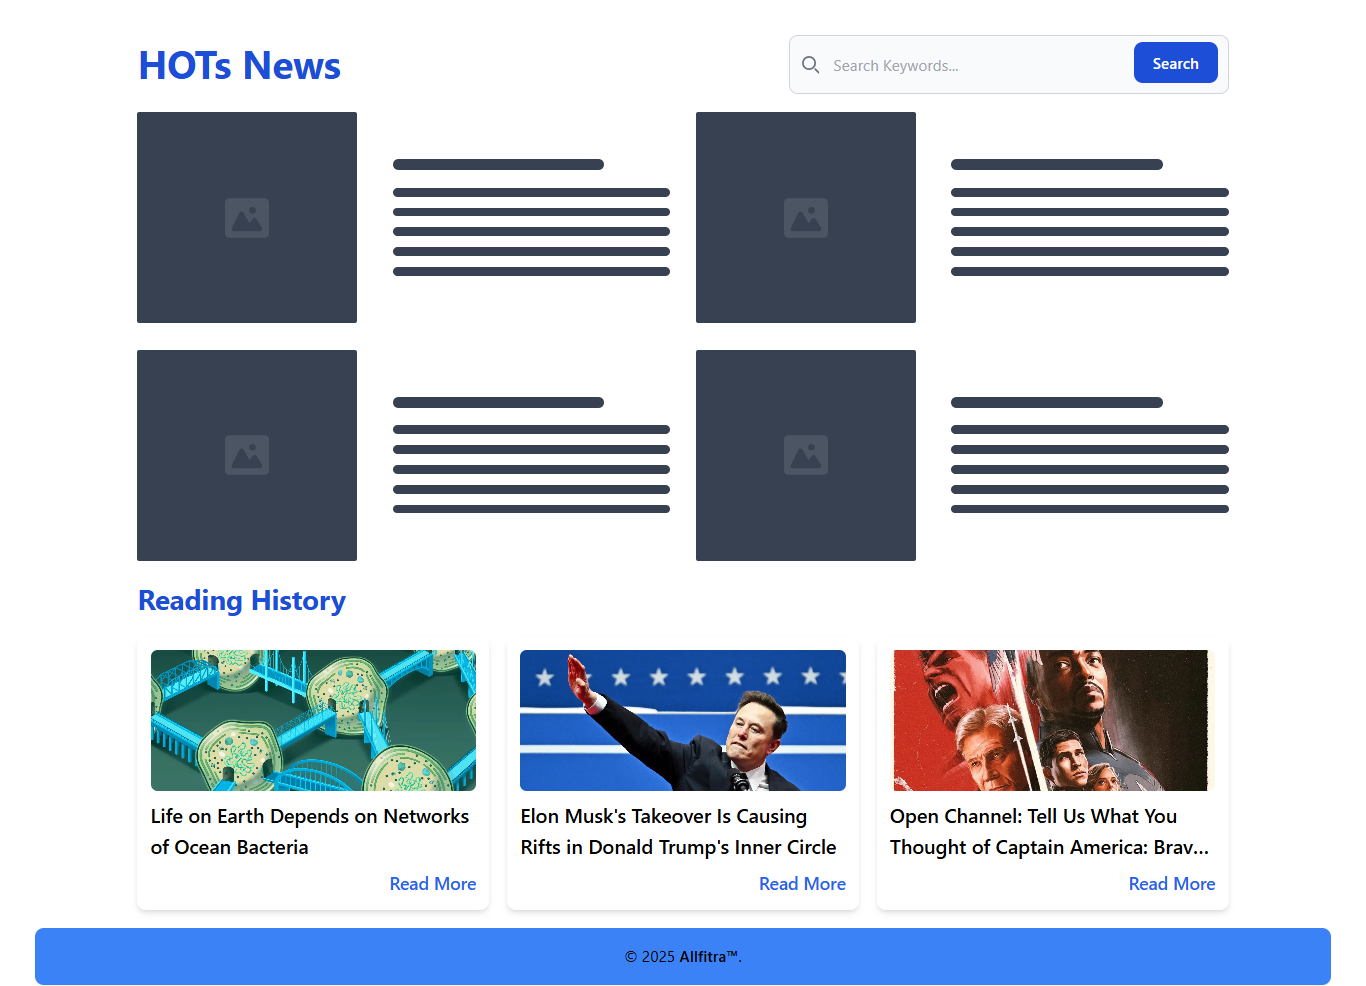 HOTs News
Search Keywords...
Search
Reading History
Life on Earth Depends on Networks
of Ocean Bacteria
Read More
Elon Musk's Takeover Is Causing
Rifts in Donald Trump's Inner Circle
Read More
Open Channel: Tell Us What You
Thought of Captain America: Brav...
Read More
© 2025 Allfitra™.